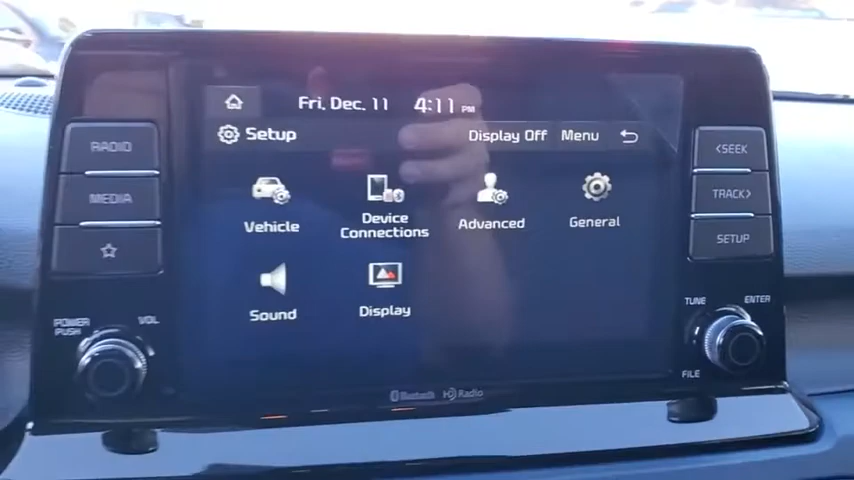 Fri, Dec. 11 4:11 PM
Setup Display Off Menu
RADIO
MEDIA
<SEEK
TRACK>
SETUP
Vehicle
Device
Connections
Advanced
General
Sound
Display
POWER
PUSH
VOL
TUNE
ENTER
FILE
Bluetooth HD Radio